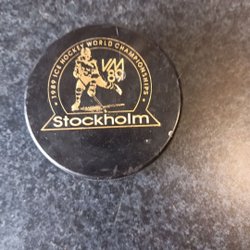 • 1989 ICE HOCKEY WORLD CHAMPIONSHIPS •
VM
89
Stockholm